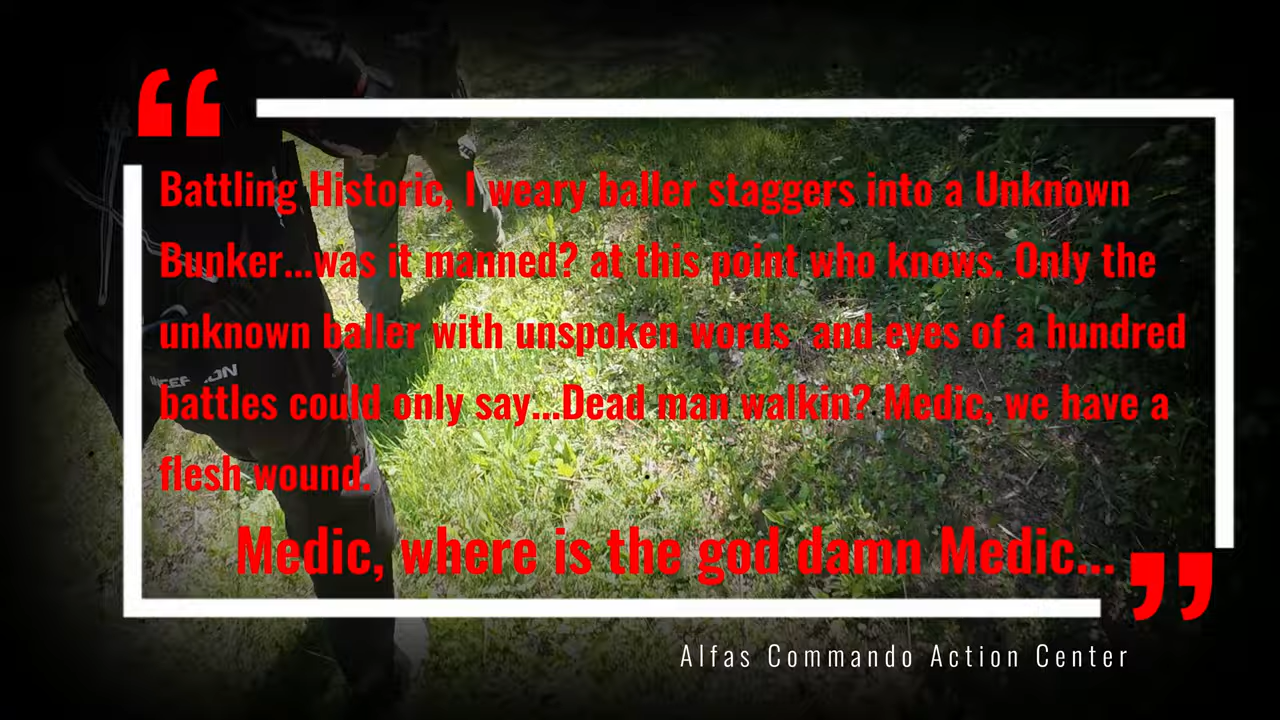 “
Battling Historic, I weary baller staggers into a Unknown
Bunker...was it manned? at this point who knows. Only the
unknown baller with unspoken words  and eyes of a hundred
battles could only say...Dead man walkin? Medic, we have a
flesh wound.
Medic, where is the god damn Medic...
”
Alfas Commando Action Center